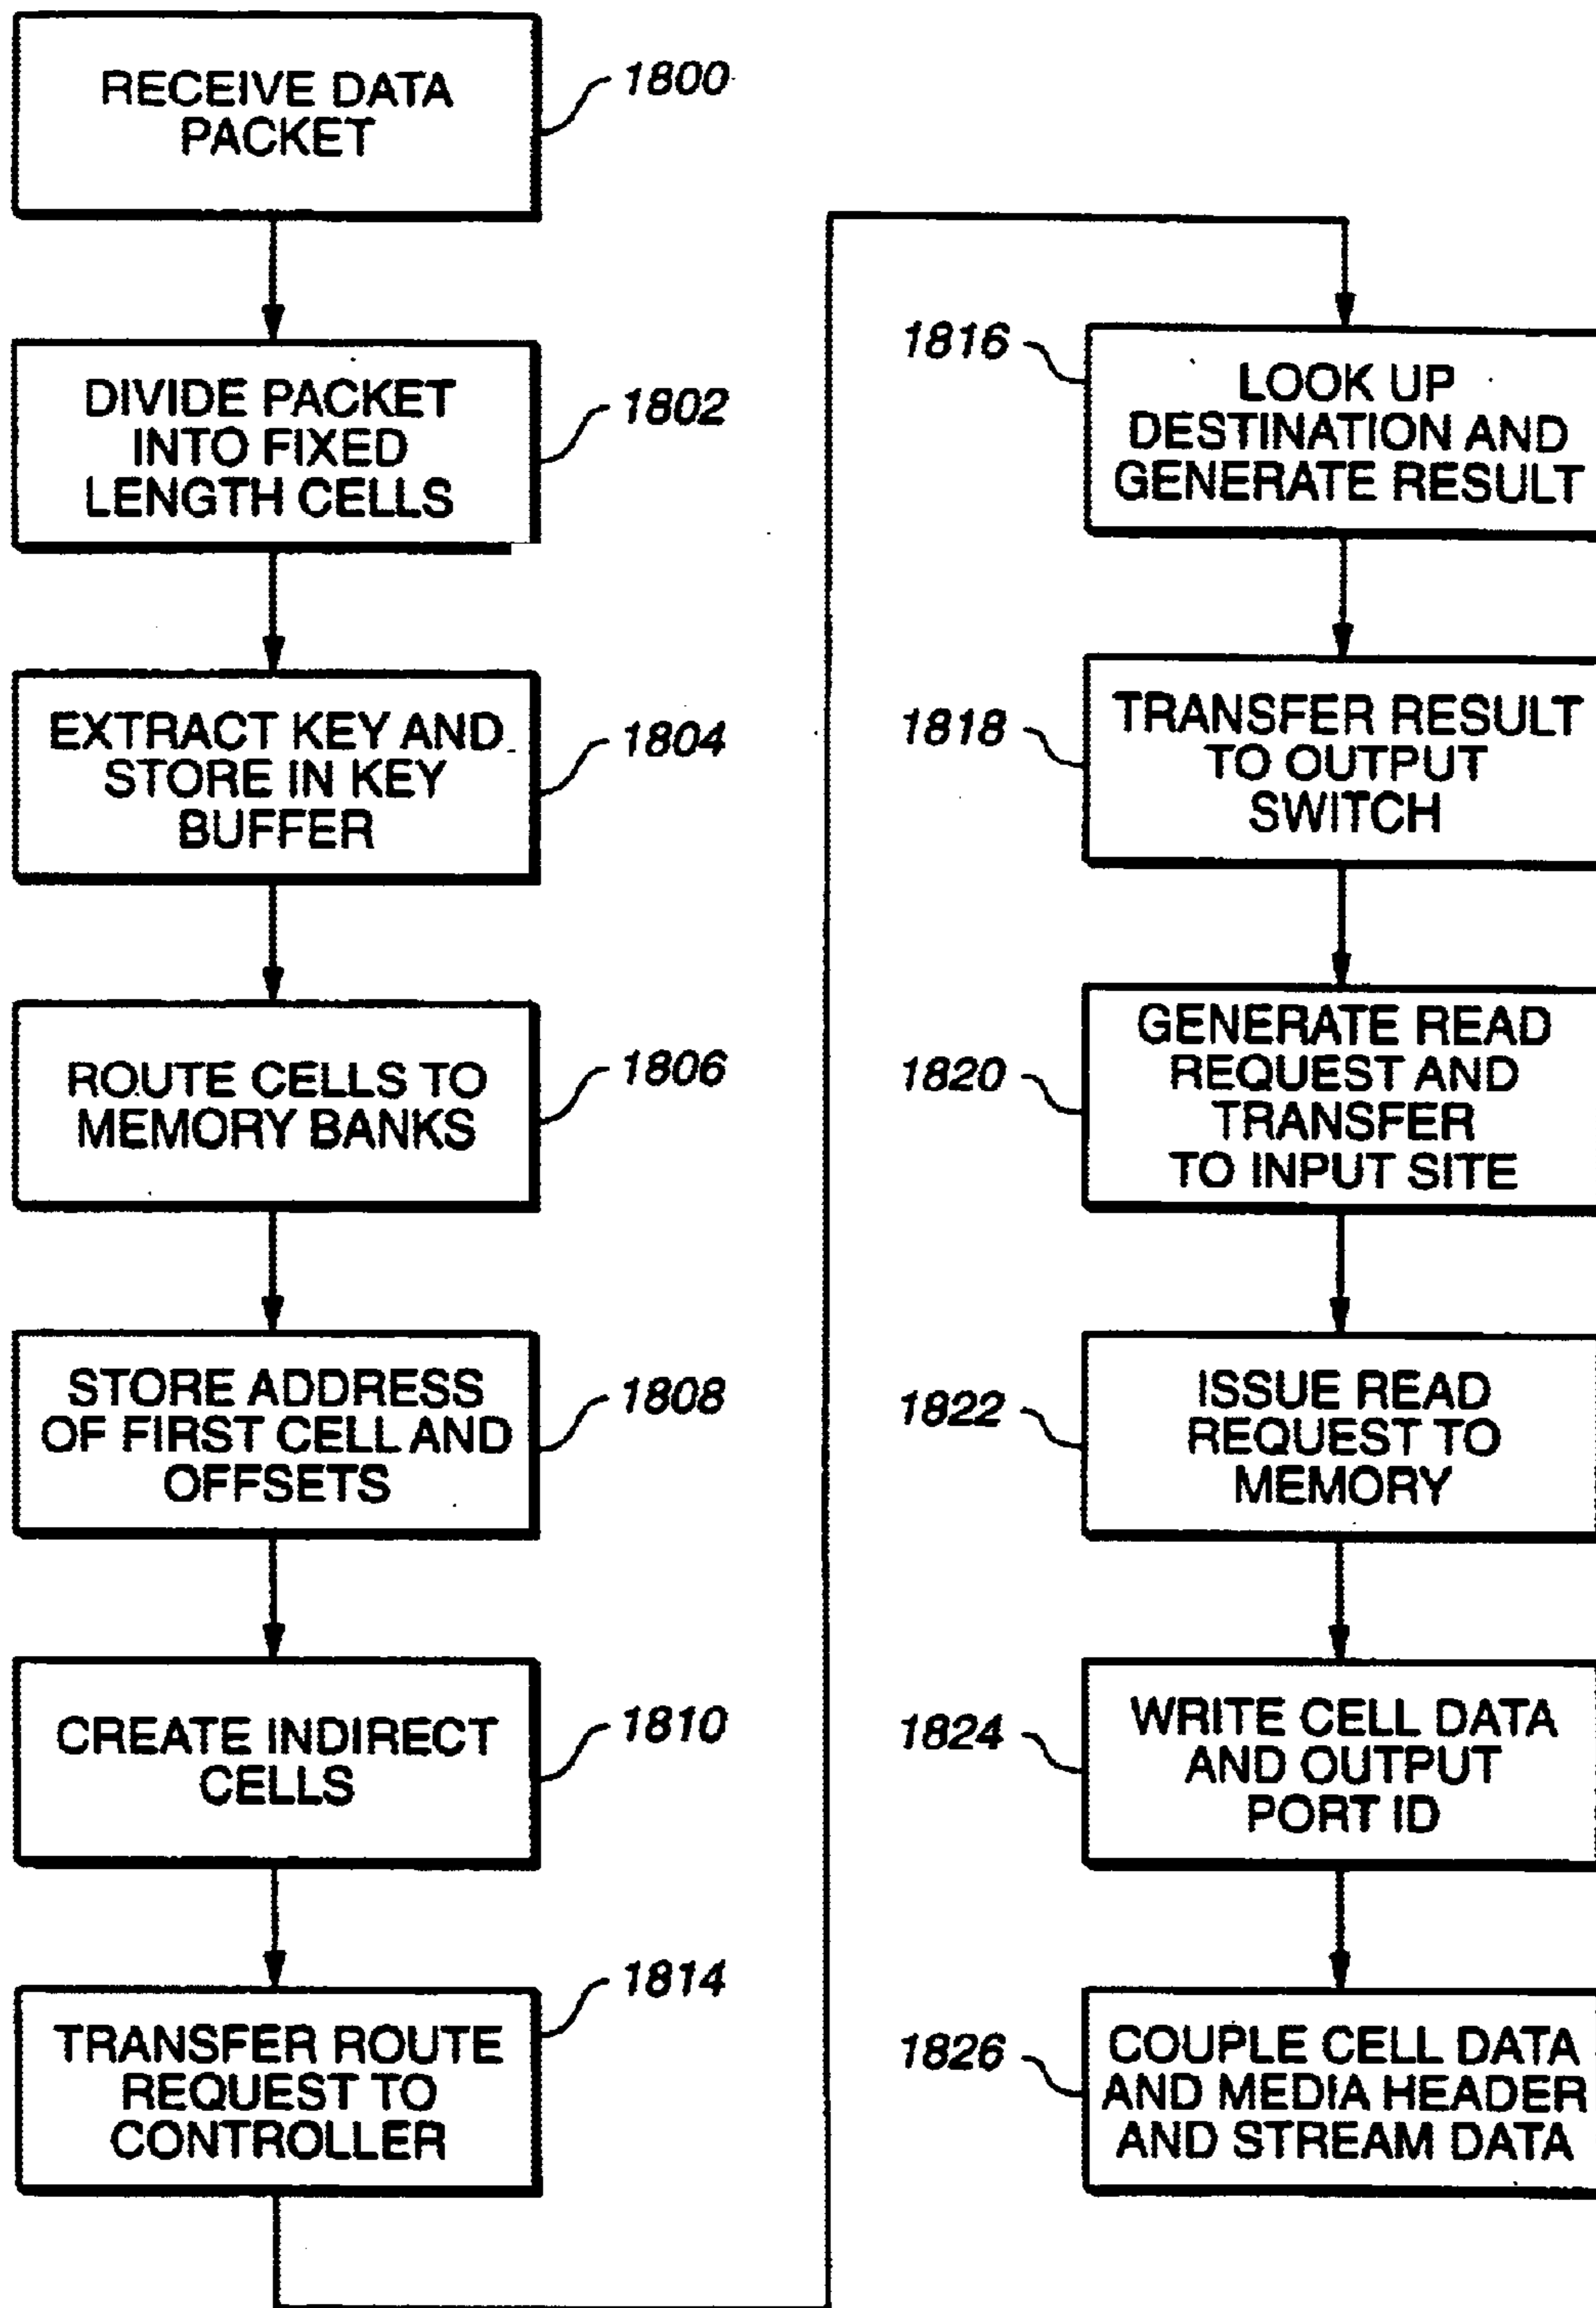 RECEIVE DATA
PACKET
1800
DIVIDE PACKET
INTO FIXED
LENGTH CELLS
1802
EXTRACT KEY AND
STORE IN KEY
BUFFER
1804
ROUTE CELLS TO
MEMORY BANKS
1806
STORE ADDRESS
OF FIRST CELL AND
OFFSETS
1808
CREATE INDIRECT
CELLS
1810
TRANSFER ROUTE
REQUEST TO
CONTROLLER
1814
1816
LOOK UP
DESTINATION AND
GENERATE RESULT
1818
TRANSFER RESULT
TO OUTPUT
SWITCH
1820
GENERATE READ
REQUEST AND
TRANSFER
TO INPUT SITE
1822
ISSUE READ
REQUEST TO
MEMORY
1824
WRITE CELL DATA
AND OUTPUT
PORT ID
1826
COUPLE CELL DATA
AND MEDIA HEADER
AND STREAM DATA